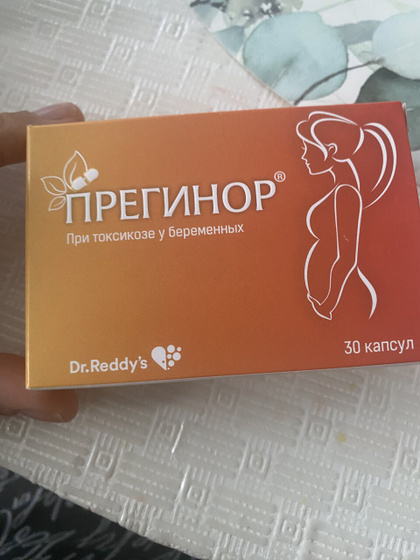 ПРЕГИНОР®
При токсикозе у беременных
Dr.Reddy's
30 капсул